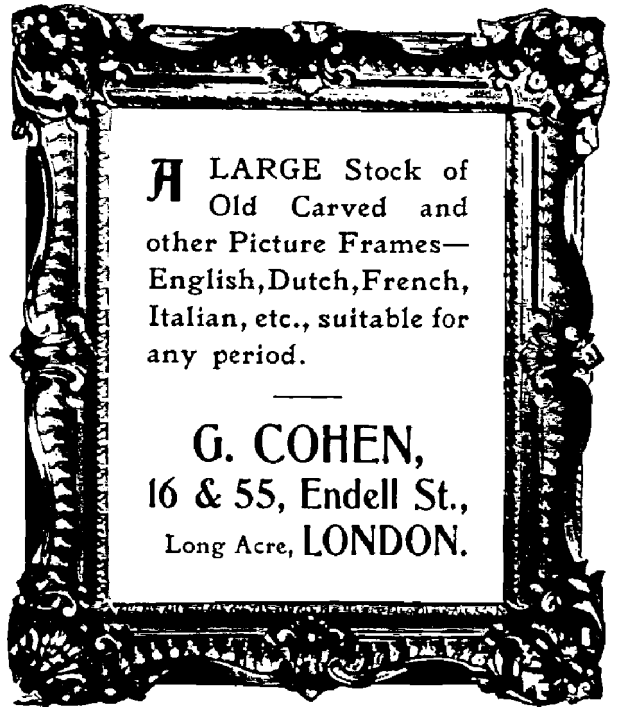 A LARGE Stock of
Old Carved and
other Picture Frames—
English, Dutch, French,
Italian, etc., suitable for
any period.
G. COHEN,
16 & 55, Endell St.,
Long Acre, LONDON.